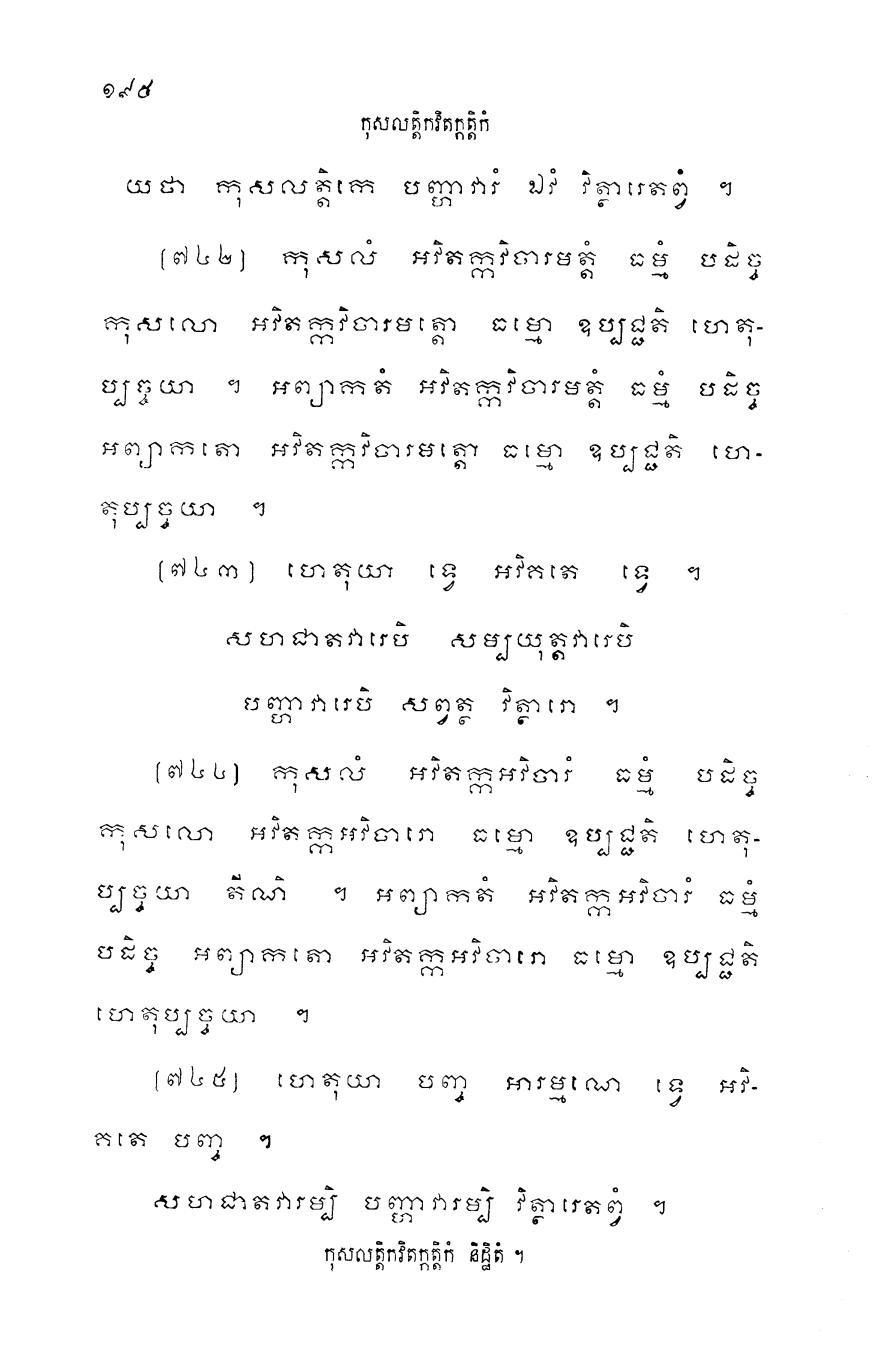 ១៩៥
កុសលត្តិកវិតក្កត្តិកំ
យថា កុសលត្តិកេ បញ្ហាវារំ ឯវំ វិត្ថារេតព្វំ ។
[៧៤២] កុសលំ អវិតក្កវិចារមត្តំ ធម្មំ បដិច្ច
កុសលោ អវិតក្កវិចារមត្តោ ធម្មោ ឧប្បជ្ជតិ ហេតុ-
ប្បច្ចយា ។ អព្យាកតំ អវិតក្កវិចារមត្តំ ធម្មំ បដិច្ច
អព្យាកតោ អវិតក្កវិចារមត្តោ ធម្មោ ឧប្បជ្ជតិ ហេ-
តុប្បច្ចយា ។
[៧៤៣] ហេតុយា ទ្វេ អវិគតេ ទ្វេ ។
សហជាតវារេបិ សម្បយុត្តវារេបិ
បញ្ហាវារេបិ សព្វត្ថ វិត្ថារោ ។
[៧៤៤] កុសលំ អវិតក្កអវិចារំ ធម្មំ បដិច្ច
កុសលោ អវិតក្កអវិចារោ ធម្មោ ឧប្បជ្ជតិ ហេតុ-
ប្បច្ចយា តីណិ ។ អព្យាកតំ អវិតក្កអវិចារំ ធម្មំ
បដិច្ច អព្យាកតោ អវិតក្កអវិចារោ ធម្មោ ឧប្បជ្ជតិ
ហេតុប្បច្ចយា ។
[៧៤៥] ហេតុយា បញ្ច អារម្មណេ ទ្វេ អវិ-
គតេ បញ្ច ។
សហជាតវារម្បិ បញ្ហាវារម្បិ វិត្ថារេតព្វំ ។
កុសលត្តិកវិតក្កត្តិកំ និដ្ឋិតំ ។